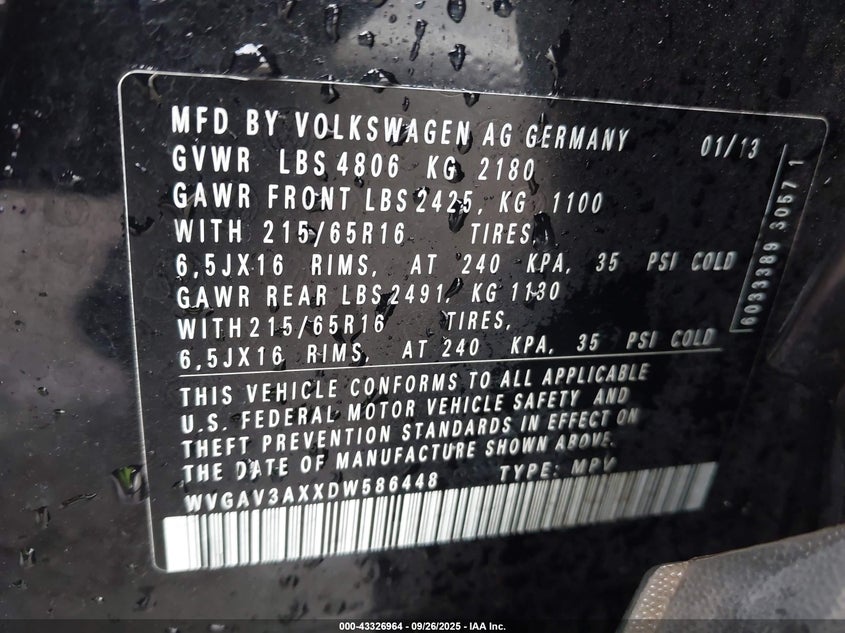 MFD BY VOLKSWAGEN AG GERMANY 01/13
GVWR LBS 4806 KG 2180
GAWR FRONT LBS 2425, KG 1100
WITH 215/65R16 TIRES,
6,5JX16 RIMS, AT 240 KPA, 35 PSI COLD
GAWR REAR LBS 2491, KG 1130
WITH 215/65R16 TIRES,
6,5JX16 RIMS, AT 240 KPA, 35 PSI COLD
6033389 3057 1
THIS VEHICLE CONFORMS TO ALL APPLICABLE
U.S. FEDERAL MOTOR VEHICLE SAFETY AND
THEFT PREVENTION STANDARDS IN EFFECT ON
THE DATE OF MANUFACTURE SHOWN ABOVE.
WVGAV3AXXDW586448 TYPE: MPV
000-43326964 - 09/26/2025 - IAA Inc.